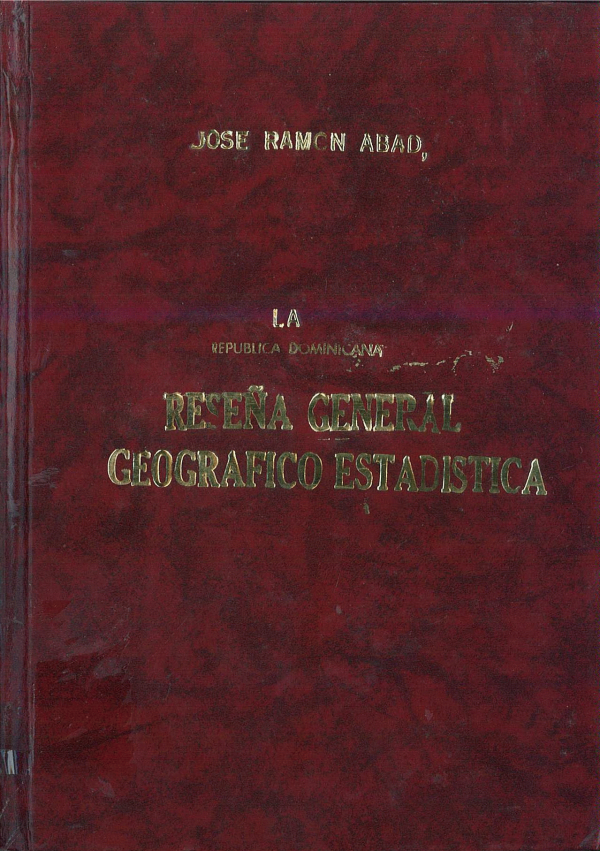 JOSE RAMON ABAD,
LA
REPUBLICA DOMINICANA
RESEÑA GENERAL
GEOGRAFICO ESTADISTICA